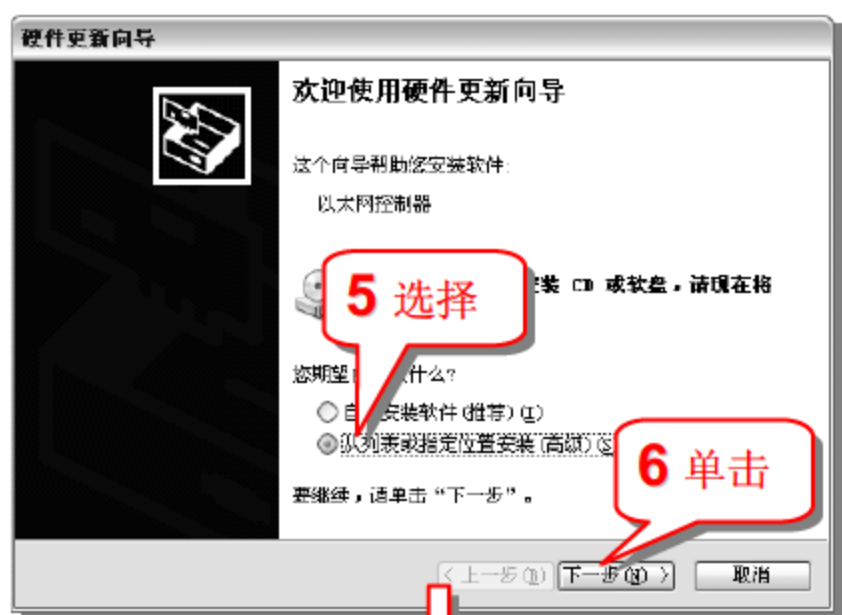 硬件更新向导
欢迎使用硬件更新向导
这个向导帮助您安装软件:
以太网控制器
装 CD 或软盘，请现在将
5 选择
您期望 什么?
自 安装软件(推荐)(I)
从列表或指定位置安装(高级)(S
6 单击
要继续，请单击“下一步”。
< 上一步(B)
下一步(N) >
取消